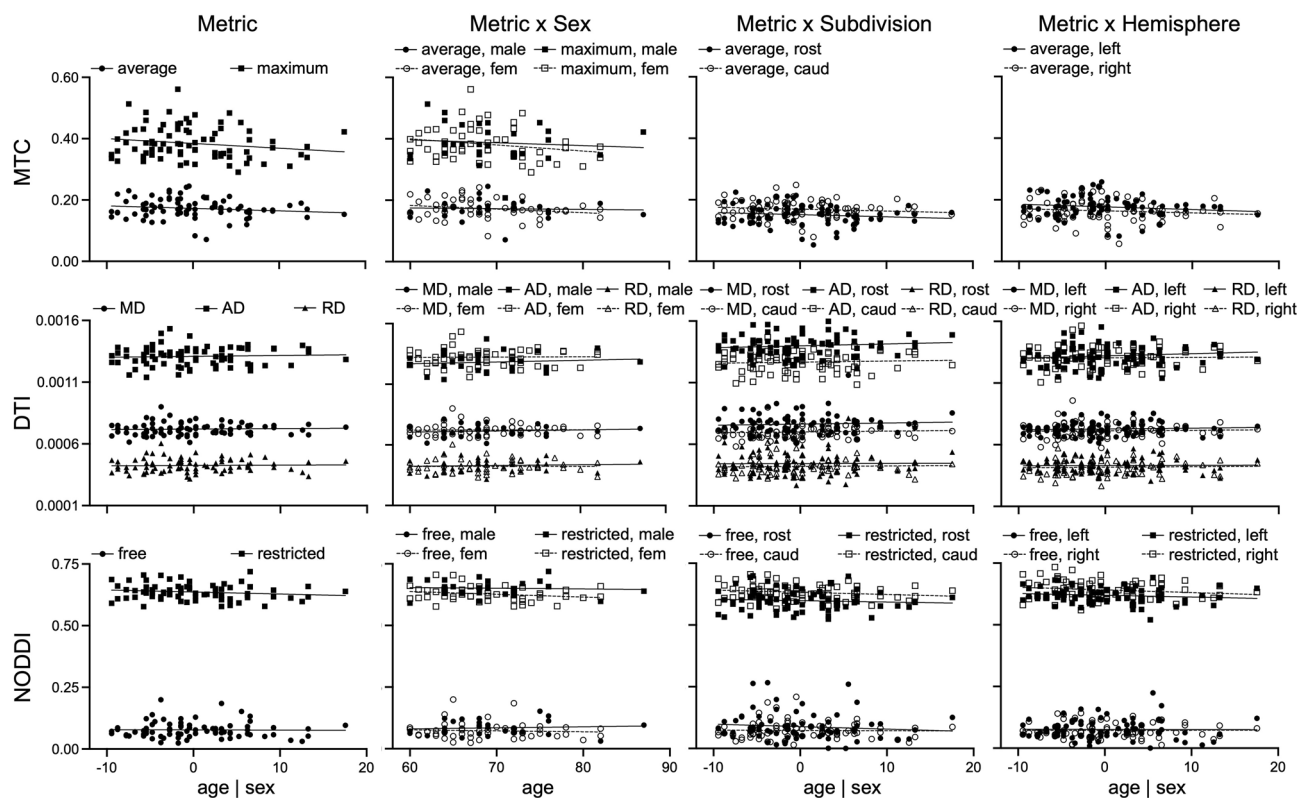 Metric
Metric x Sex
Metric x Subdivision
Metric x Hemisphere
average, male
maximum, male
average, rost
average, left
average
maximum
average, fem
maximum, fem
average, caud
average, right
0.60
0.40
0.20
0.00
MTC
MD, male
AD, male
RD, male
MD, rost
AD, rost
RD, rost
MD, left
AD, left
RD, left
MD
AD
RD
MD, fem
AD, fem
RD, fem
MD, caud
AD, caud
RD, caud
MD, right
AD, right
RD, right
0.0016
0.0011
0.0006
0.0001
DTI
free, male
restricted, male
free, rost
restricted, rost
free, left
restricted, left
free
restricted
free, fem
restricted, fem
free, caud
restricted, caud
free, right
restricted, right
0.75
0.50
0.25
0.00
NODDI
-10 0 10 20
60 70 80 90
-10 0 10 20
-10 0 10 20
age | sex
age
age | sex
age | sex